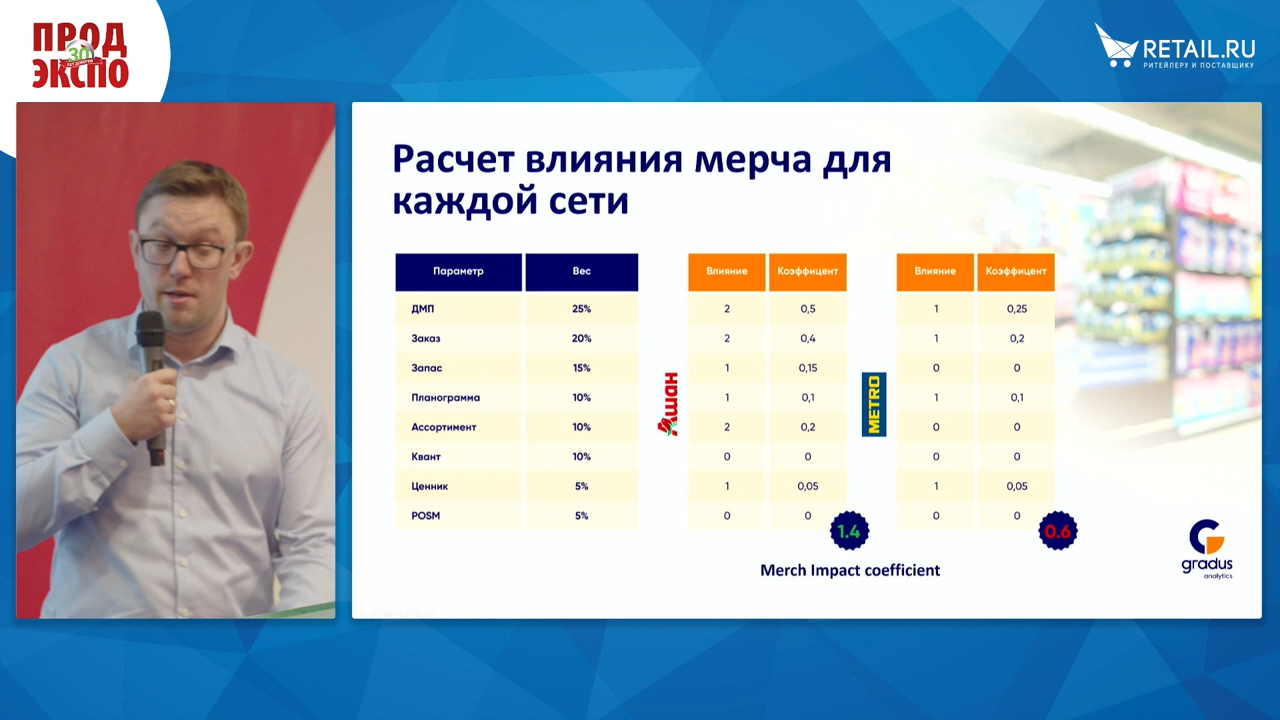 ПРОД
30
ЛЕТ ДОВЕРИЯ
ЭКСПО
RETAIL.RU
РИТЕЙЛЕРУ И ПОСТАВЩИКУ
Расчет влияния мерча для
каждой сети
Параметр Вес
ДМП 25%
Заказ 20%
Запас 15%
Планограмма 10%
Ассортимент 10%
Квант 10%
Ценник 5%
POSM 5%
Ашан
Влияние Коэффицент
2 0,5
2 0,4
1 0,15
1 0,1
2 0,2
0 0
1 0,05
0 0
1.4
METRO
Влияние Коэффицент
1 0,25
1 0,2
0 0
1 0,1
0 0
0 0
1 0,05
0 0
0.6
Merch Impact coefficient
gradus
analytics